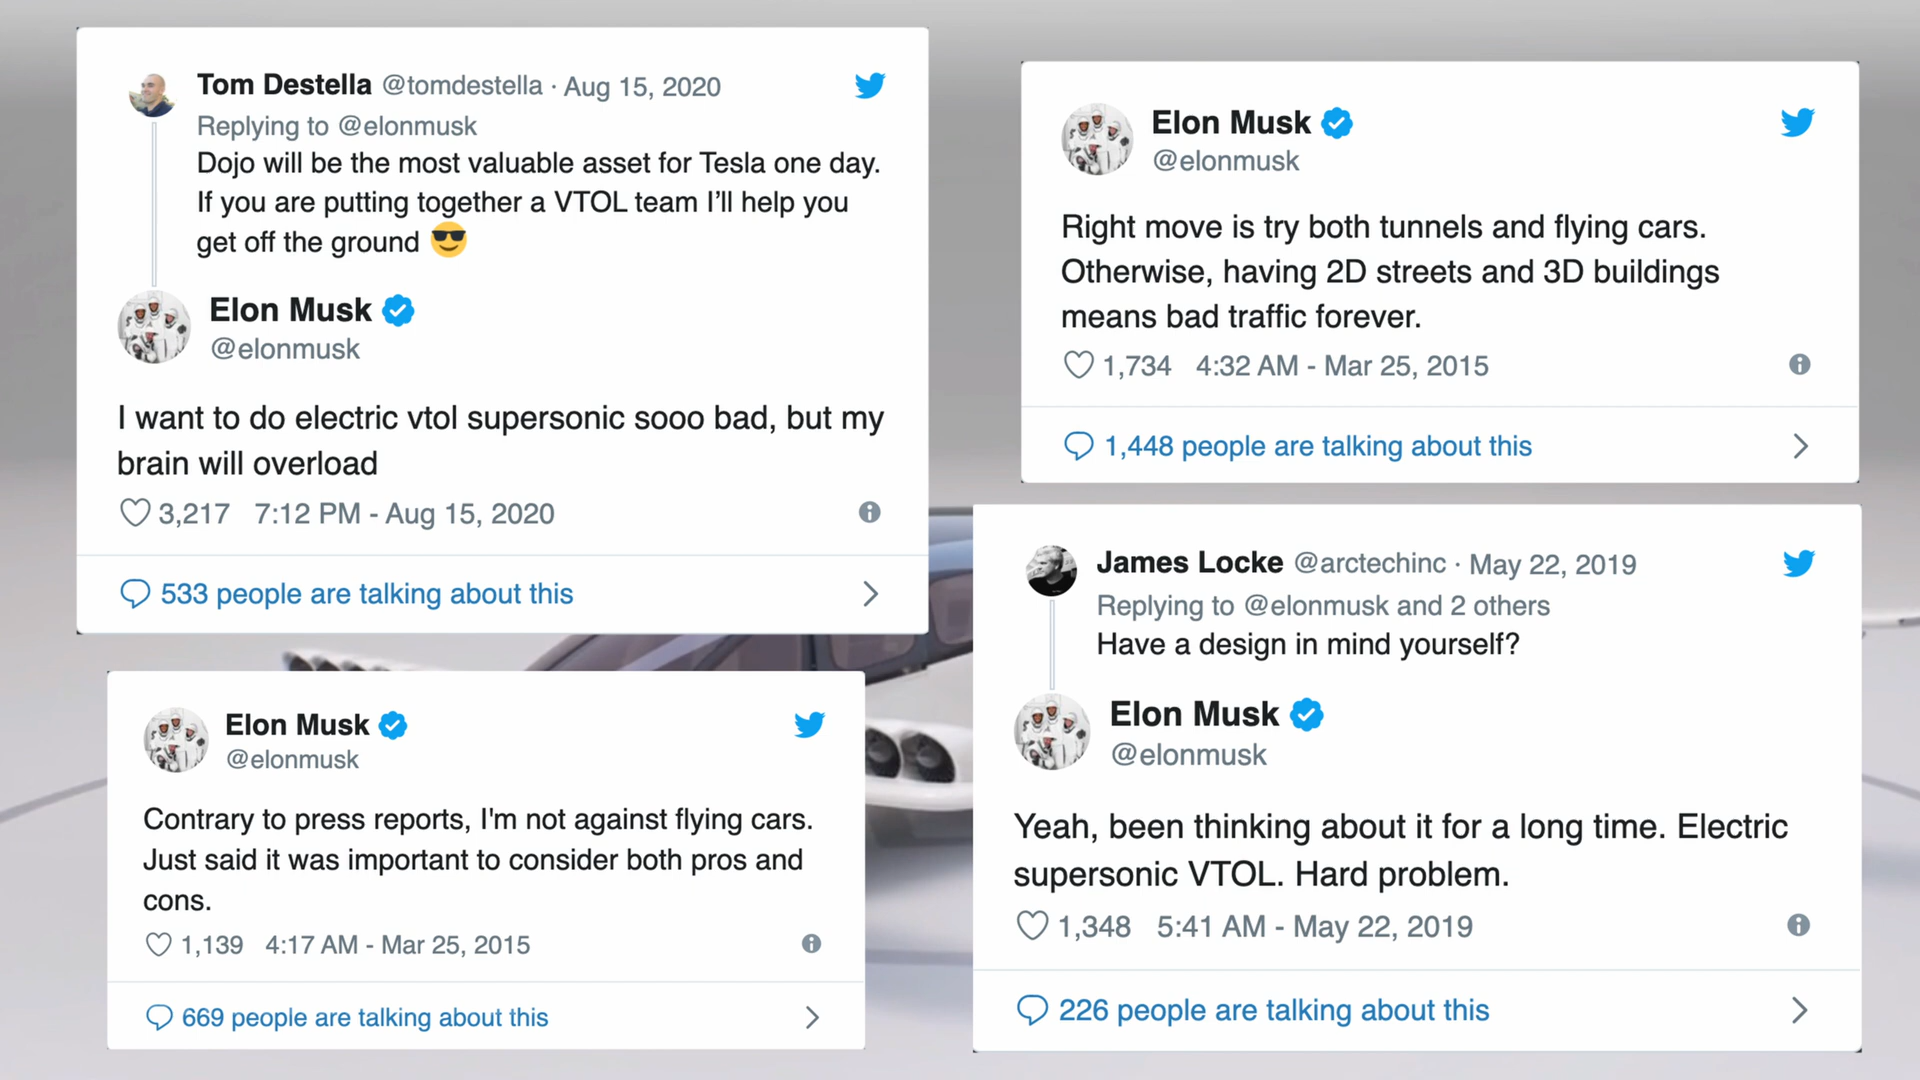 Tom Destella @tomdestella · Aug 15, 2020
Replying to @elonmusk
Dojo will be the most valuable asset for Tesla one day.
If you are putting together a VTOL team I’ll help you
get off the ground 😎
Elon Musk
@elonmusk
I want to do electric vtol supersonic sooo bad, but my
brain will overload
3,217 7:12 PM - Aug 15, 2020
533 people are talking about this
Elon Musk
@elonmusk
Right move is try both tunnels and flying cars.
Otherwise, having 2D streets and 3D buildings
means bad traffic forever.
1,734 4:32 AM - Mar 25, 2015
1,448 people are talking about this
Elon Musk
@elonmusk
Contrary to press reports, I'm not against flying cars.
Just said it was important to consider both pros and
cons.
1,139 4:17 AM - Mar 25, 2015
669 people are talking about this
James Locke @arctechinc · May 22, 2019
Replying to @elonmusk and 2 others
Have a design in mind yourself?
Elon Musk
@elonmusk
Yeah, been thinking about it for a long time. Electric
supersonic VTOL. Hard problem.
1,348 5:41 AM - May 22, 2019
226 people are talking about this